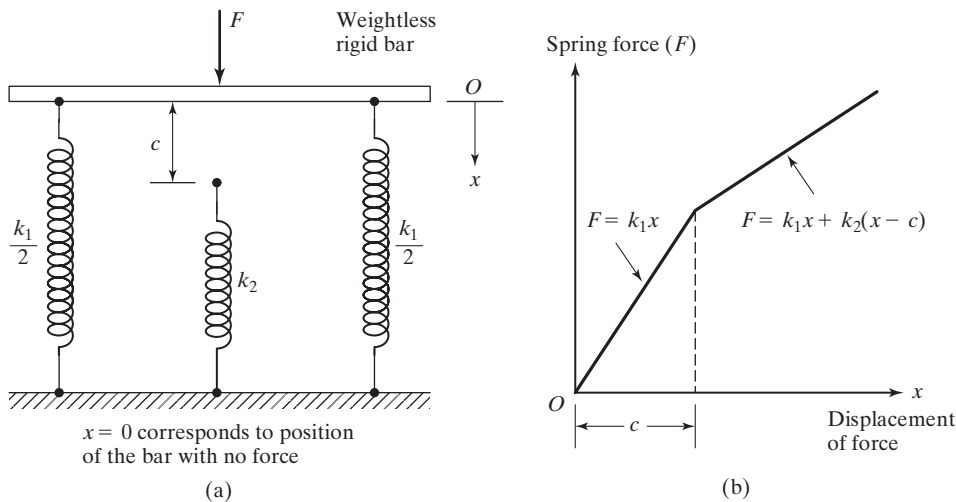 F
Weightless
rigid bar
O
c
x
k₁/2
k₂
k₁/2
x = 0 corresponds to position
of the bar with no force
(a)
Spring force (F)
F = k₁x
F = k₁x + k₂(x − c)
O
x
c
Displacement
of force
(b)